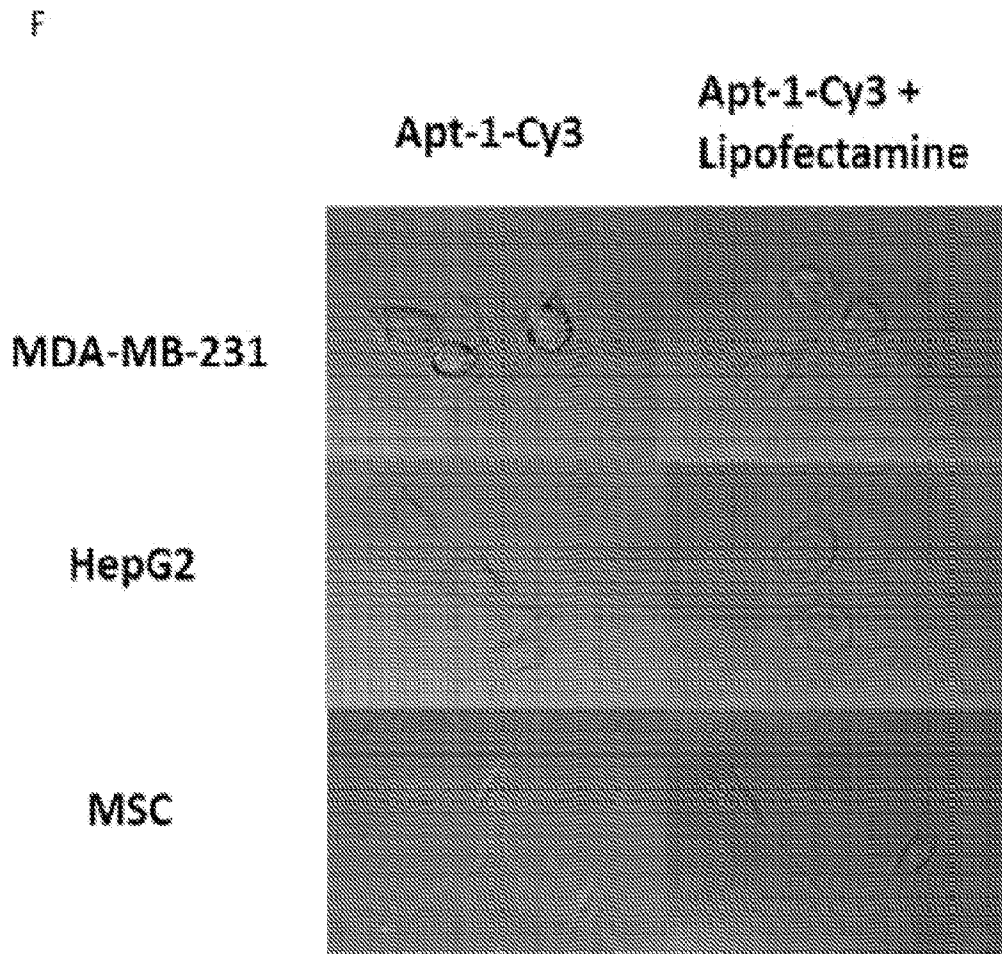 F
Apt-1-Cy3
Apt-1-Cy3 +
Lipofectamine
MDA-MB-231
HepG2
MSC